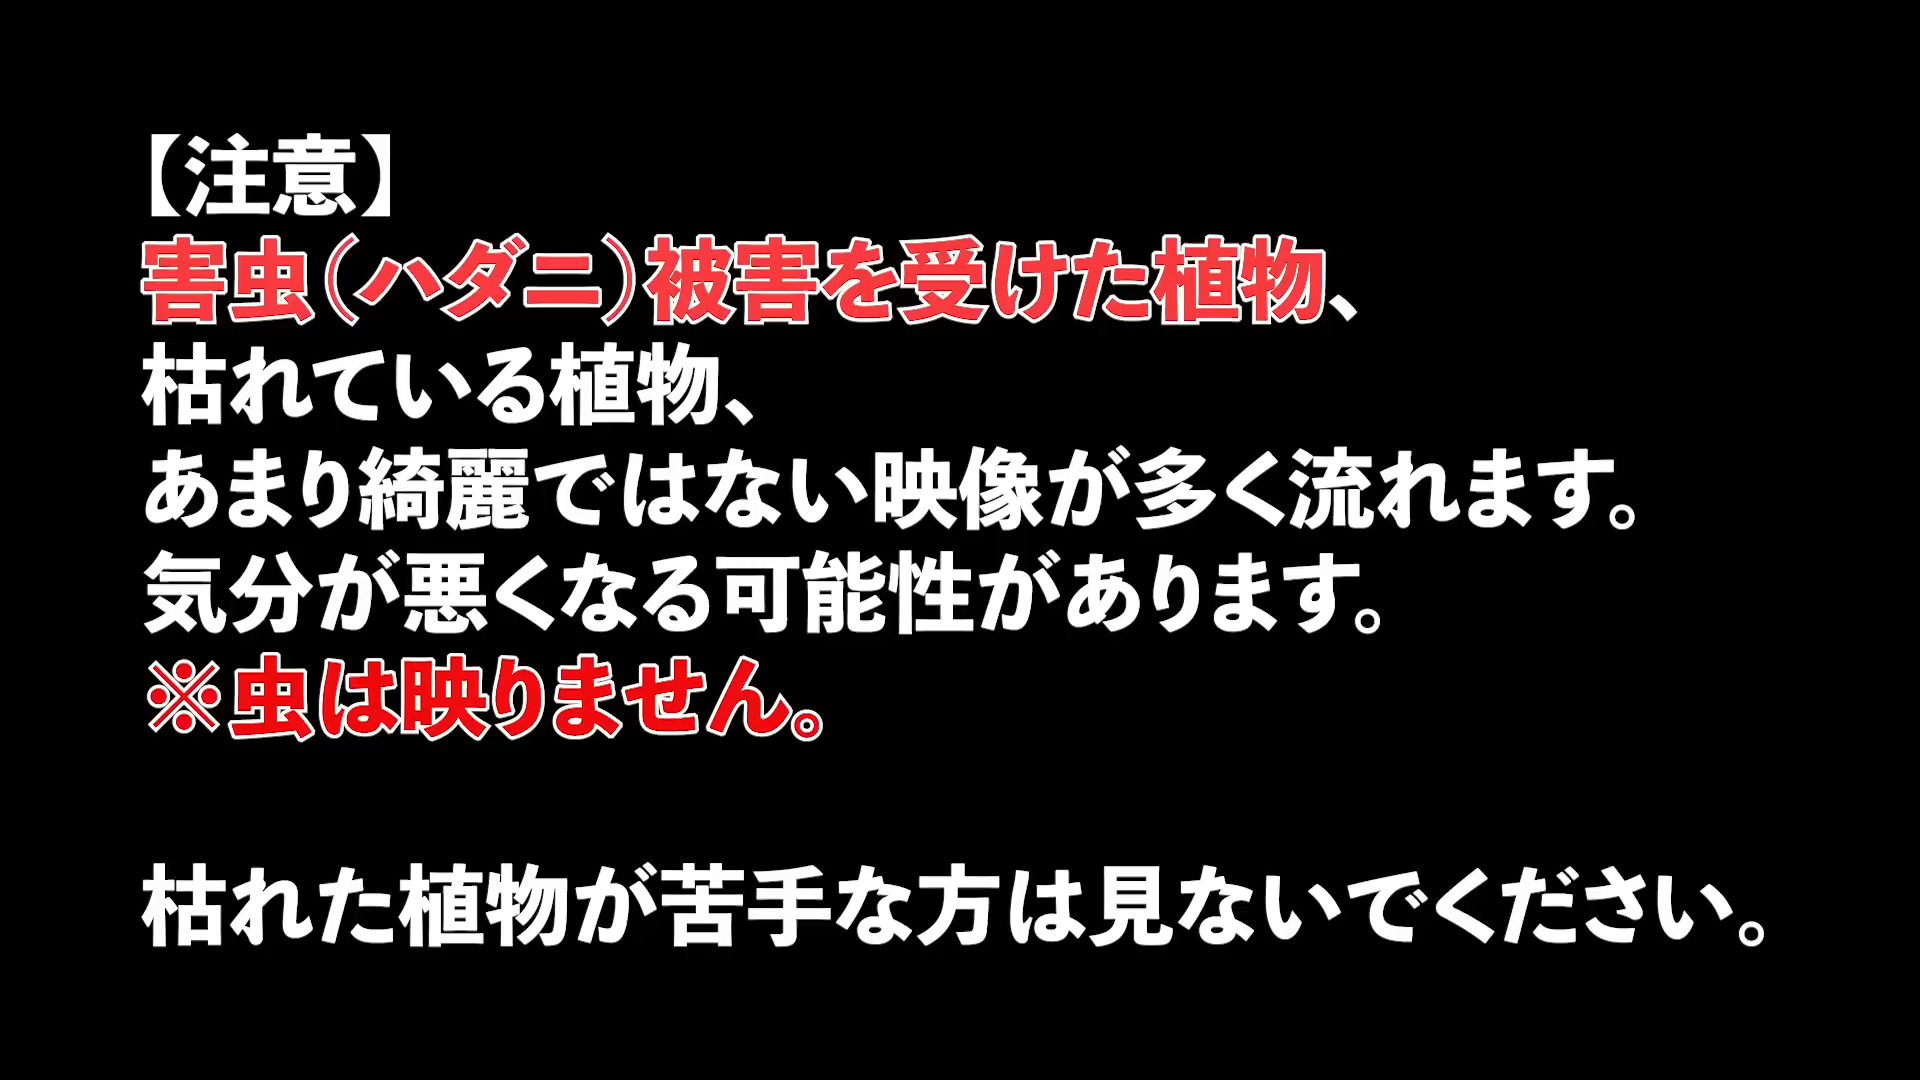 【注意】
害虫（ハダニ）被害を受けた植物、
枯れている植物、
あまり綺麗ではない映像が多く流れます。
気分が悪くなる可能性があります。
※虫は映りません。
枯れた植物が苦手な方は見ないでください。